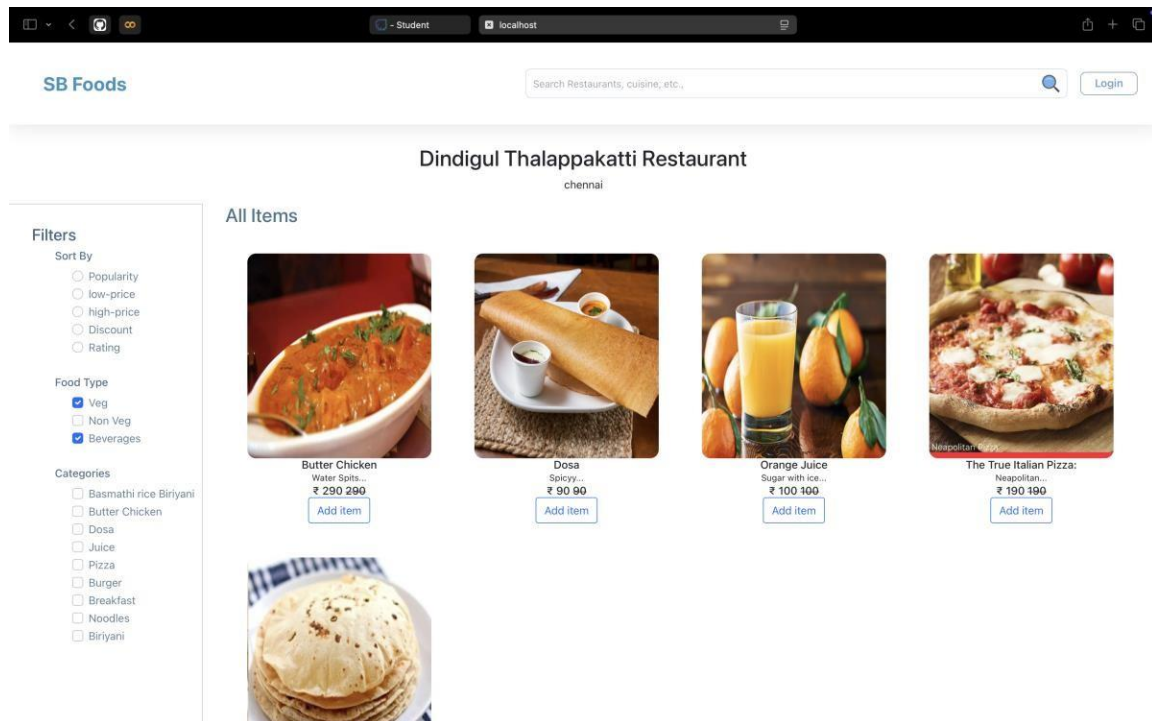 - Student
localhost
SB Foods
Search Restaurants, cuisine, etc.,
Login
Dindigul Thalappakatti Restaurant
chennai
Filters
Sort By
Popularity
low-price
high-price
Discount
Rating
Food Type
Veg
Non Veg
Beverages
Categories
Basmathi rice Biriyani
Butter Chicken
Dosa
Juice
Pizza
Burger
Breakfast
Noodles
Biriyani
All Items
Butter Chicken
Water Spits...
₹ 290 290
Add item
Dosa
Spicyy...
₹ 90 90
Add item
Orange Juice
Sugar with ice...
₹ 100 100
Add item
Neapolitan Pizza
The True Italian Pizza:
Neapolitan...
₹ 190 190
Add item